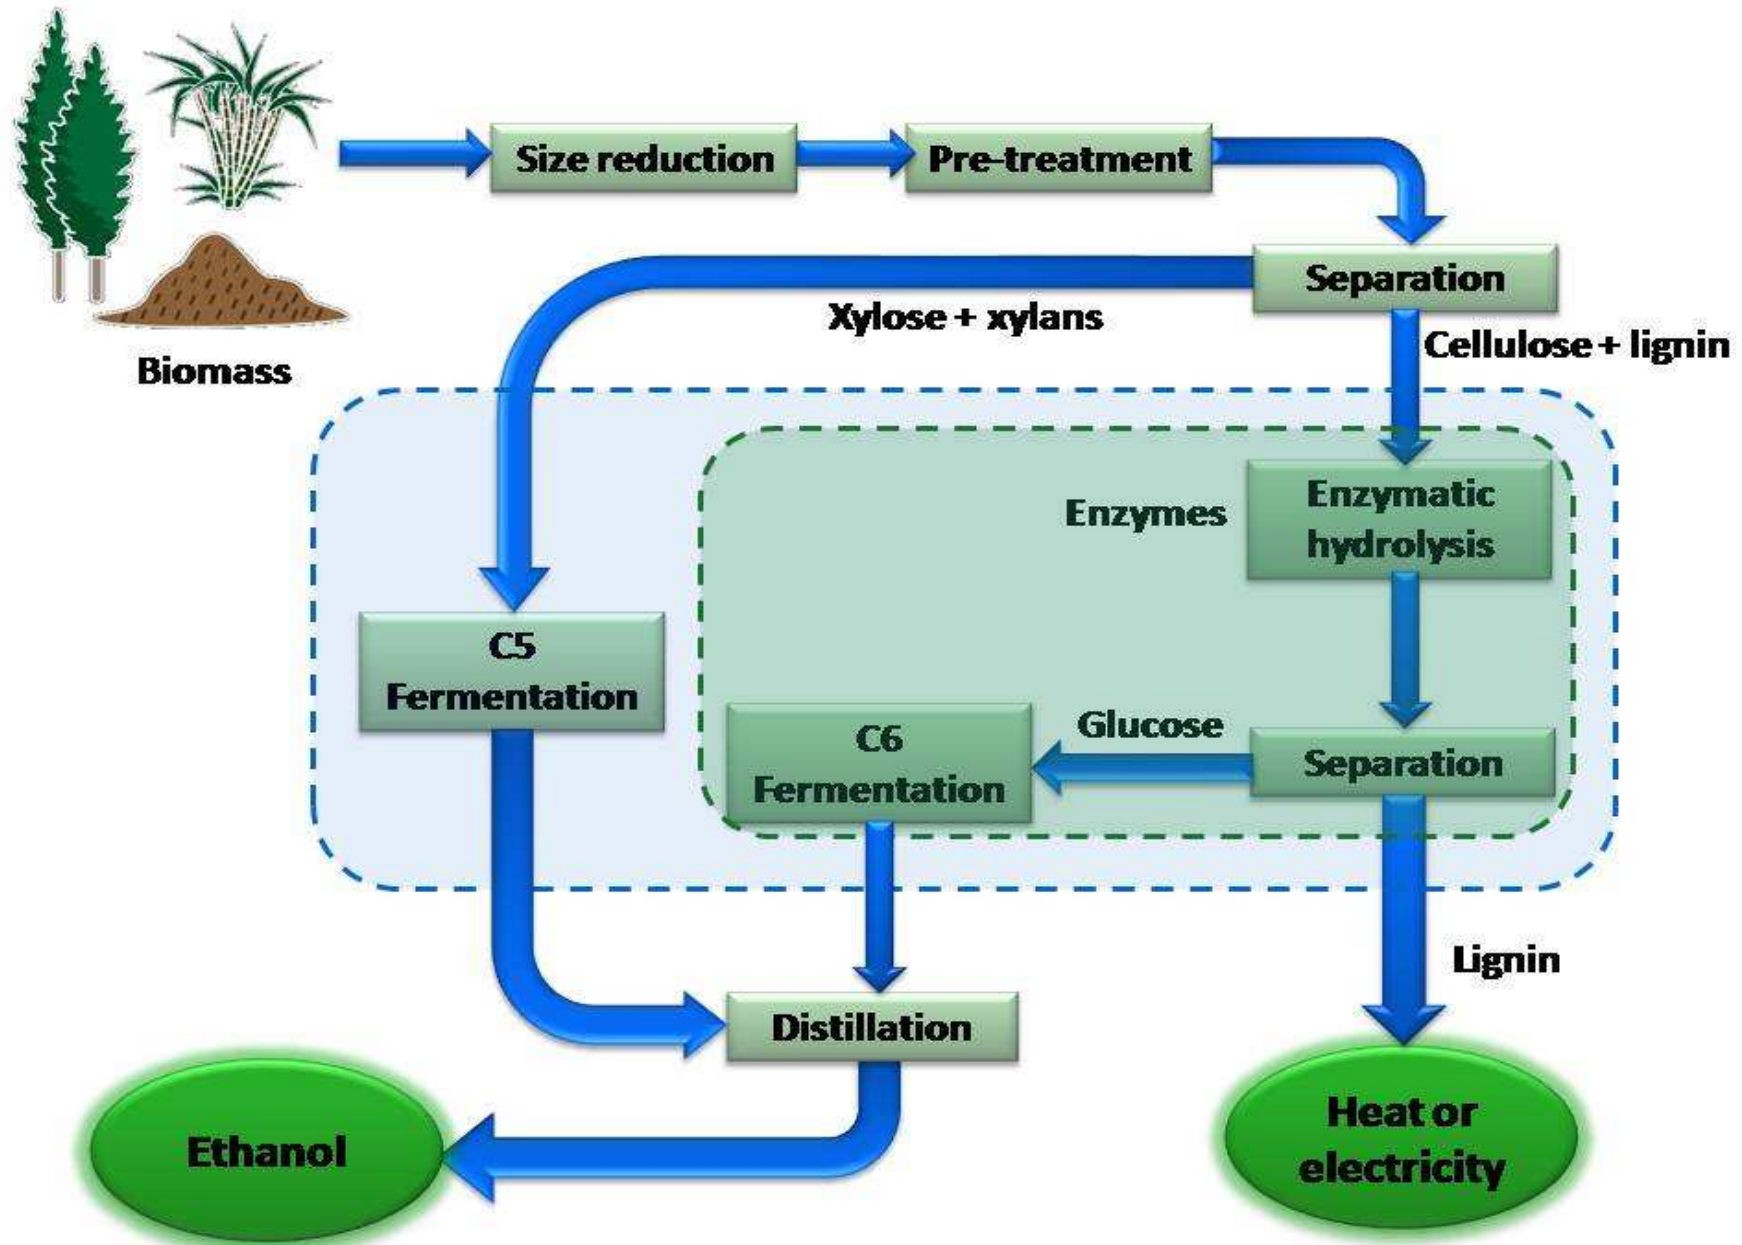 Size reduction
Pre-treatment
Separation
Xylose + xylans
Cellulose + lignin
Biomass
Enzymes
Enzymatic
hydrolysis
C5
Fermentation
C6
Fermentation
Glucose
Separation
Lignin
Distillation
Ethanol
Heat or
electricity